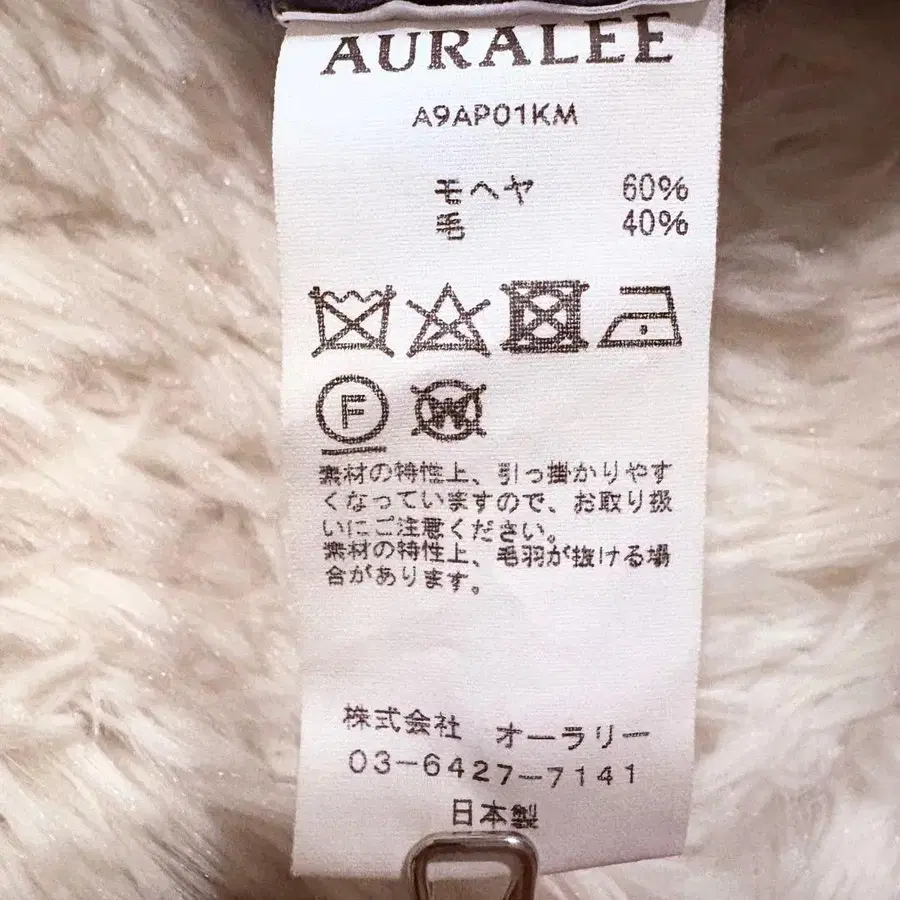 AURALEE
A9AP01KM
モヘヤ 60%
毛 40%
F
W
素材の特性上、引っ掛かりやす
くなっていますので、お取り扱
いにご注意ください。
素材の特性上、毛羽が抜ける場
合があります。
株式会社 オーラリー
03-6427-7141
日本製